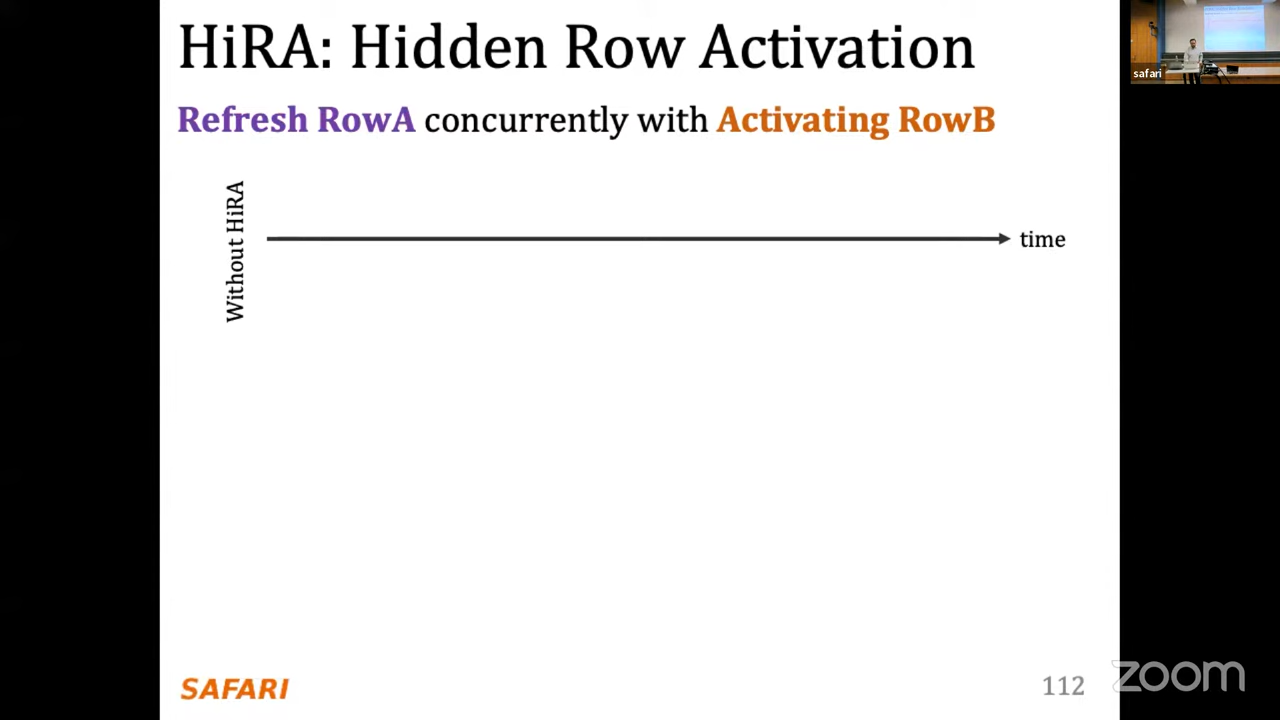 HiRA: Hidden Row Activation
Refresh RowA concurrently with Activating RowB
Without HiRA
time
SAFARI
112
zoom
safari